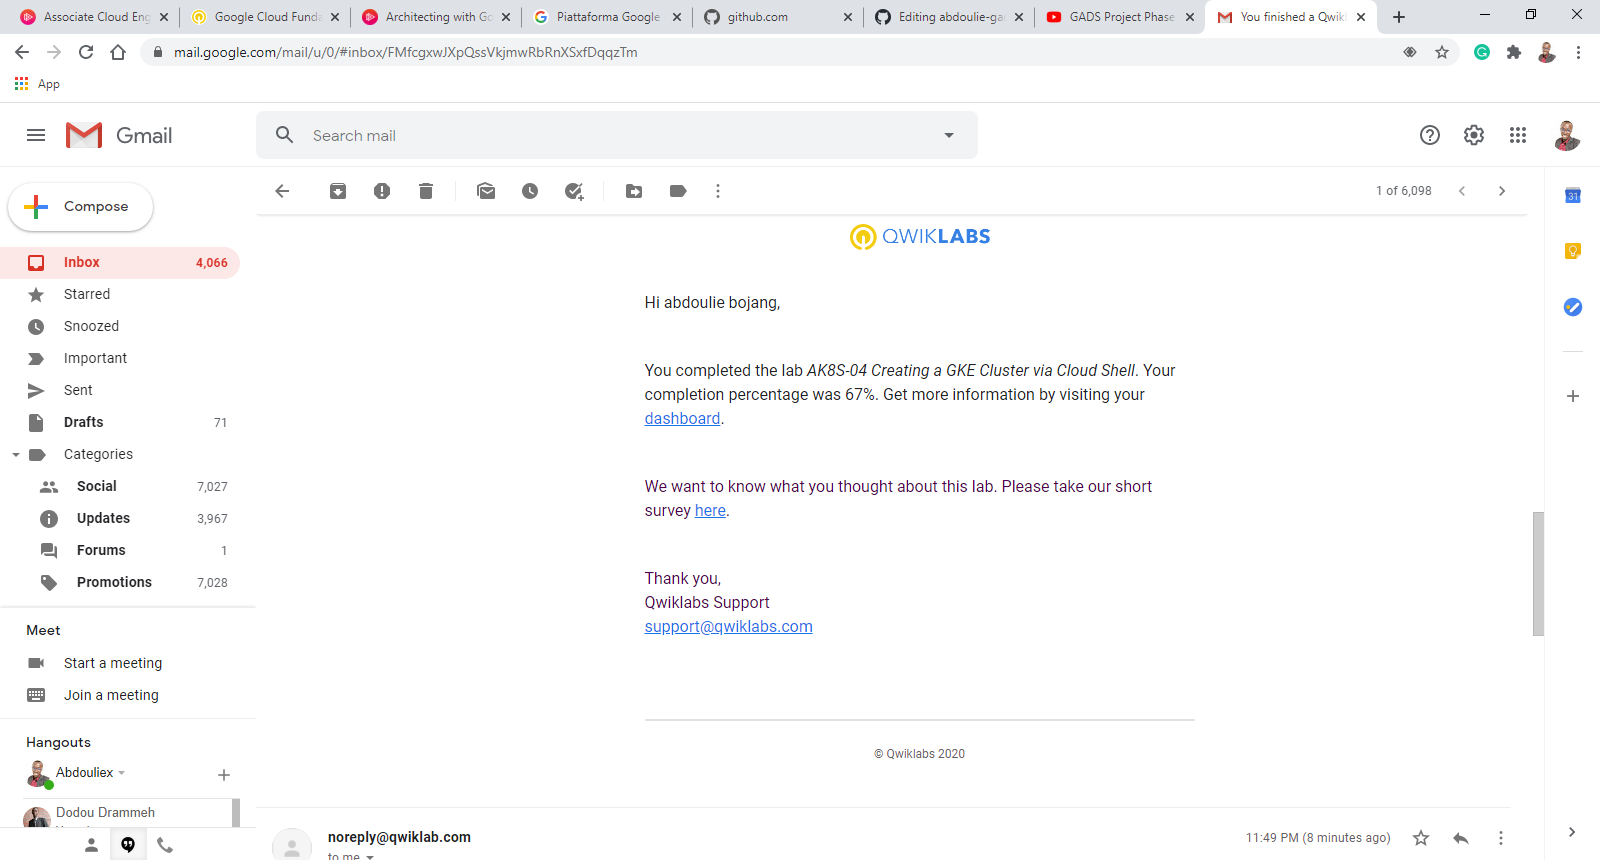 Associate Cloud Eng
Google Cloud Funda
Architecting with Go
Piattaforma Google
github.com
Editing abdoulie-ga
GADS Project Phase
You finished a Qwikl
mail.google.com/mail/u/0/#inbox/FMfcgxwJXpQssVkjmwRbRnXSxfDqqzTm
App
Gmail
Search mail
1 of 6,098
31
Compose
Inbox 4,066
Starred
Snoozed
Important
Sent
Drafts 71
Categories
Social 7,027
Updates 3,967
Forums 1
Promotions 7,028
Meet
Start a meeting
Join a meeting
Hangouts
Abdouliex
Dodou Drammeh
QWIKLABS
Hi abdoulie bojang,
You completed the lab AK8S-04 Creating a GKE Cluster via Cloud Shell. Your
completion percentage was 67%. Get more information by visiting your
dashboard.
We want to know what you thought about this lab. Please take our short
survey here.
Thank you,
Qwiklabs Support
support@qwiklabs.com
© Qwiklabs 2020
noreply@qwiklab.com
11:49 PM (8 minutes ago)
to me